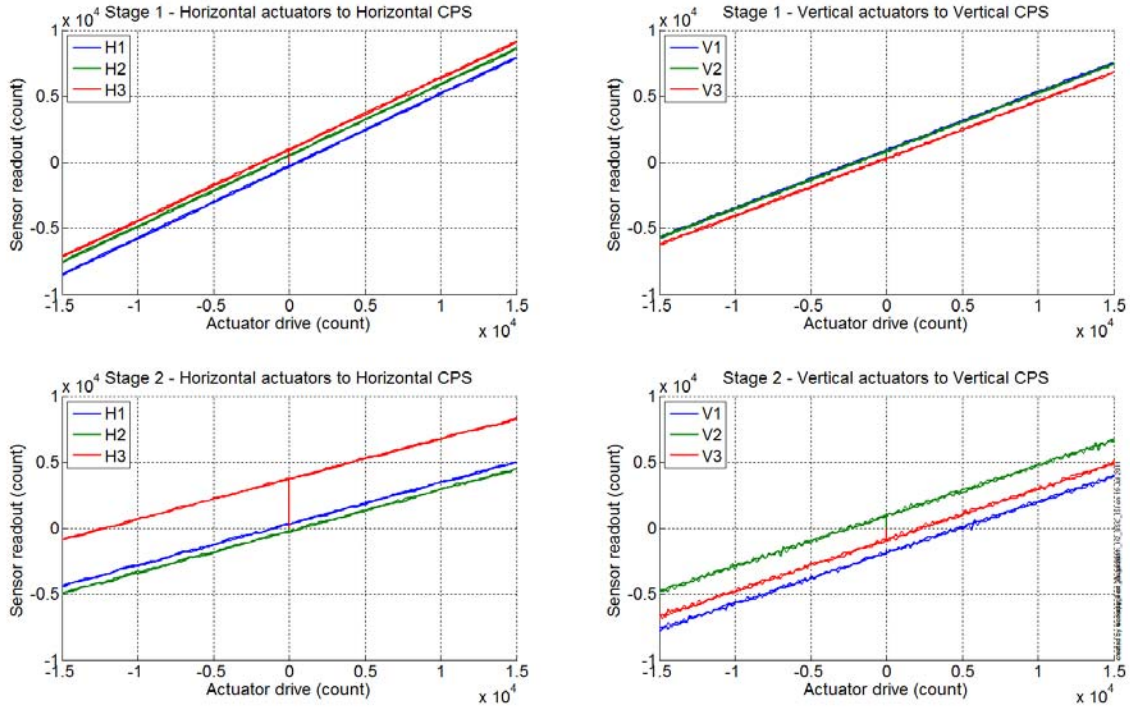 Stage 1 - Horizontal actuators to Horizontal CPS
x 10^4
1
0.5
0
-0.5
-1
H1
H2
H3
Sensor readout (count)
-1.5 -1 -0.5 0 0.5 1 1.5
Actuator drive (count)
x 10^4
Stage 1 - Vertical actuators to Vertical CPS
x 10^4
1
0.5
0
-0.5
-1
V1
V2
V3
Sensor readout (count)
-1.5 -1 -0.5 0 0.5 1 1.5
Actuator drive (count)
x 10^4
Stage 2 - Horizontal actuators to Horizontal CPS
x 10^4
1
0.5
0
-0.5
-1
H1
H2
H3
Sensor readout (count)
-1.5 -1 -0.5 0 0.5 1 1.5
Actuator drive (count)
x 10^4
Stage 2 - Vertical actuators to Vertical CPS
x 10^4
1
0.5
0
-0.5
-1
V1
V2
V3
Sensor readout (count)
-1.5 -1 -0.5 0 0.5 1 1.5
Actuator drive (count)
x 10^4
created by